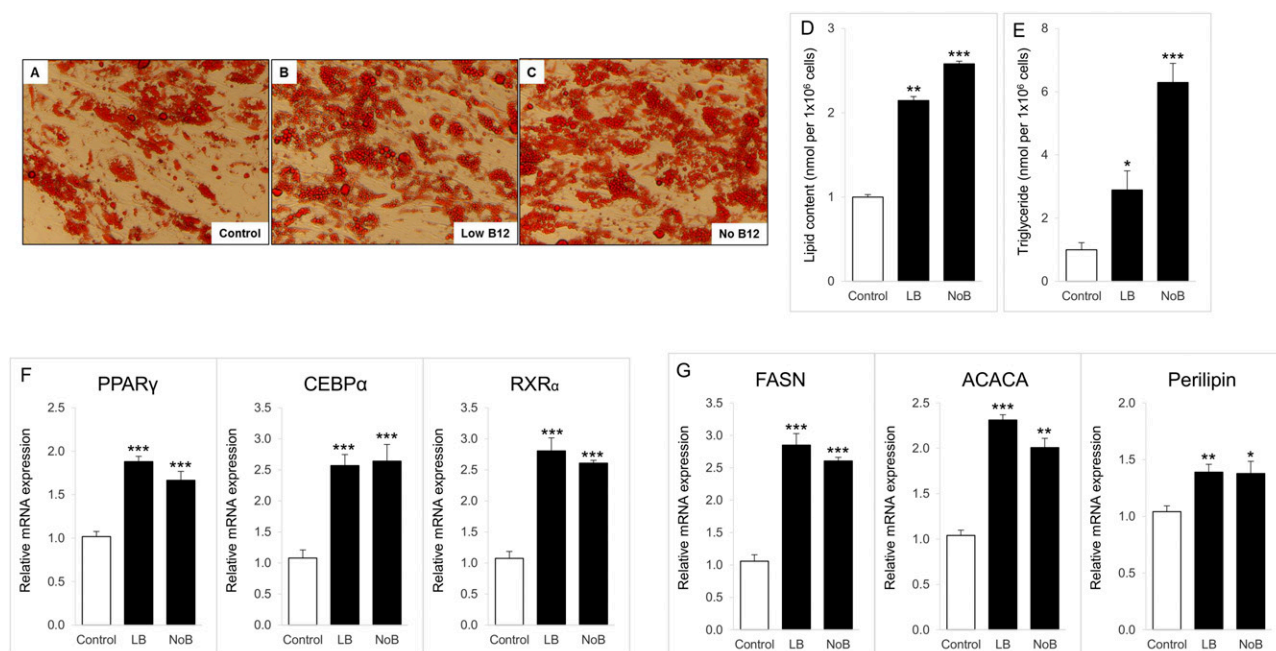 A
Control
B
Low B12
C
No B12
D
Lipid content (nmol per 1x10⁶ cells)
3
2
1
0
**
***
Control LB NoB
E
Triglyceride (nmol per 1x10⁶ cells)
8
6
4
2
0
*
***
Control LB NoB
F
PPARγ
Relative mRNA expression
2.5
2.0
1.5
1.0
0.5
0.0
***
***
Control LB NoB
CEBPα
Relative mRNA expression
3.5
3.0
2.5
2.0
1.5
1.0
0.5
0.0
***
***
Control LB NoB
RXRα
Relative mRNA expression
3.5
3.0
2.5
2.0
1.5
1.0
0.5
0.0
***
***
Control LB NoB
G
FASN
Relative mRNA expression
3.5
3.0
2.5
2.0
1.5
1.0
0.5
0.0
***
***
Control LB NoB
ACACA
Relative mRNA expression
2.5
2.0
1.5
1.0
0.5
0.0
***
**
Control LB NoB
Perilipin
Relative mRNA expression
2.0
1.5
1.0
0.5
0.0
**
*
Control LB NoB